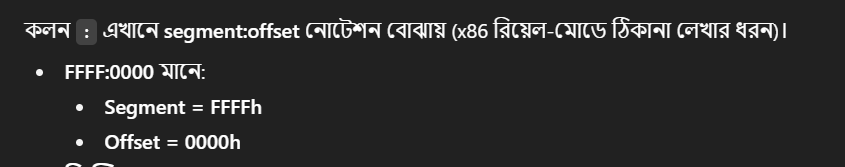 কলন : এখানে segment:offset নোটেশন বোঝায় (x86 রিয়েল-মোডে ঠিকানা লেখার ধরন)।
• FFFF:0000 মানে:
• Segment = FFFFh
• Offset = 0000h